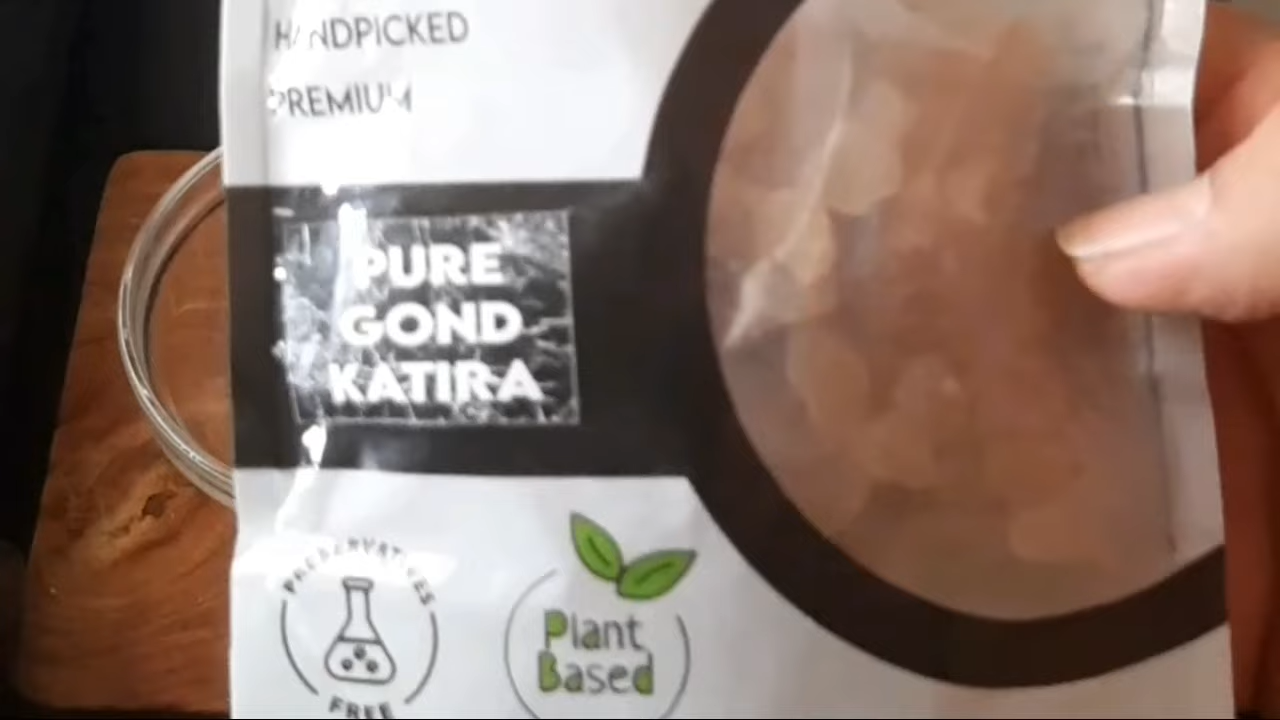 HANDPICKED
PREMIUM
PURE
GOND
KATIRA
PRESERVATIVES
FREE
Plant
Based